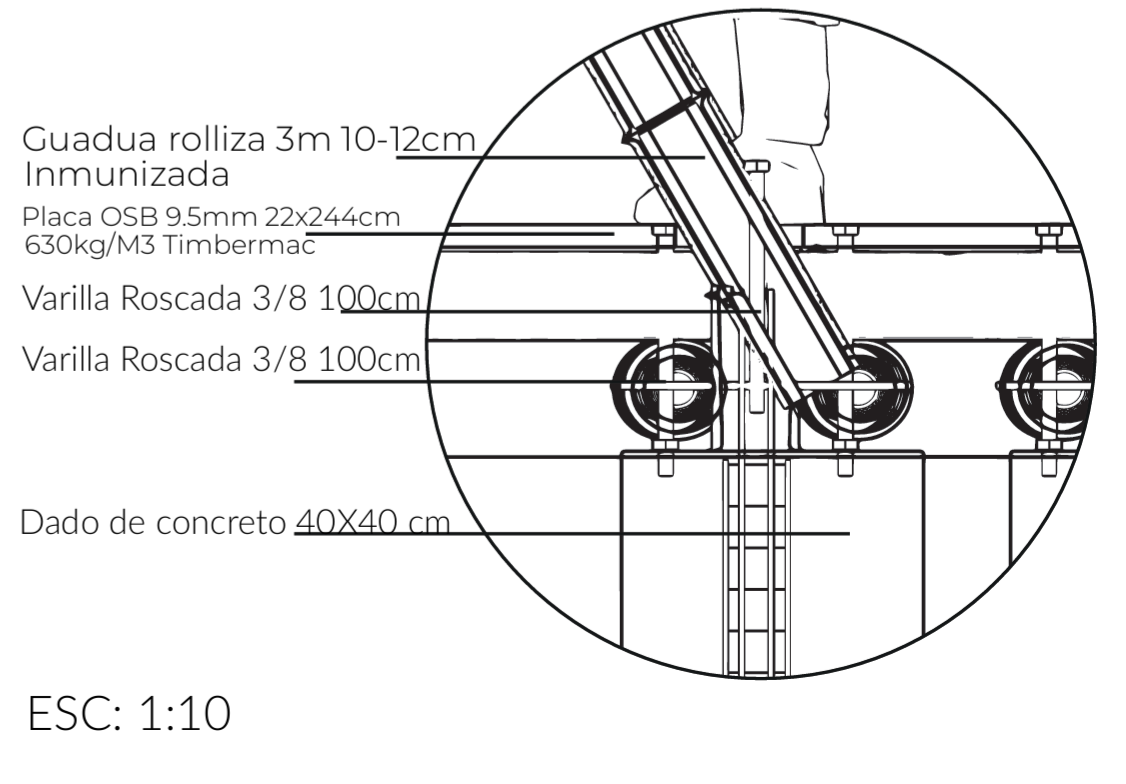 Guadua rolliza 3m 10-12cm
Inmunizada
Placa OSB 9.5mm 22x244cm
630kg/M3 Timbermac
Varilla Roscada 3/8 100cm
Varilla Roscada 3/8 100cm
Dado de concreto 40X40 cm
ESC: 1:10